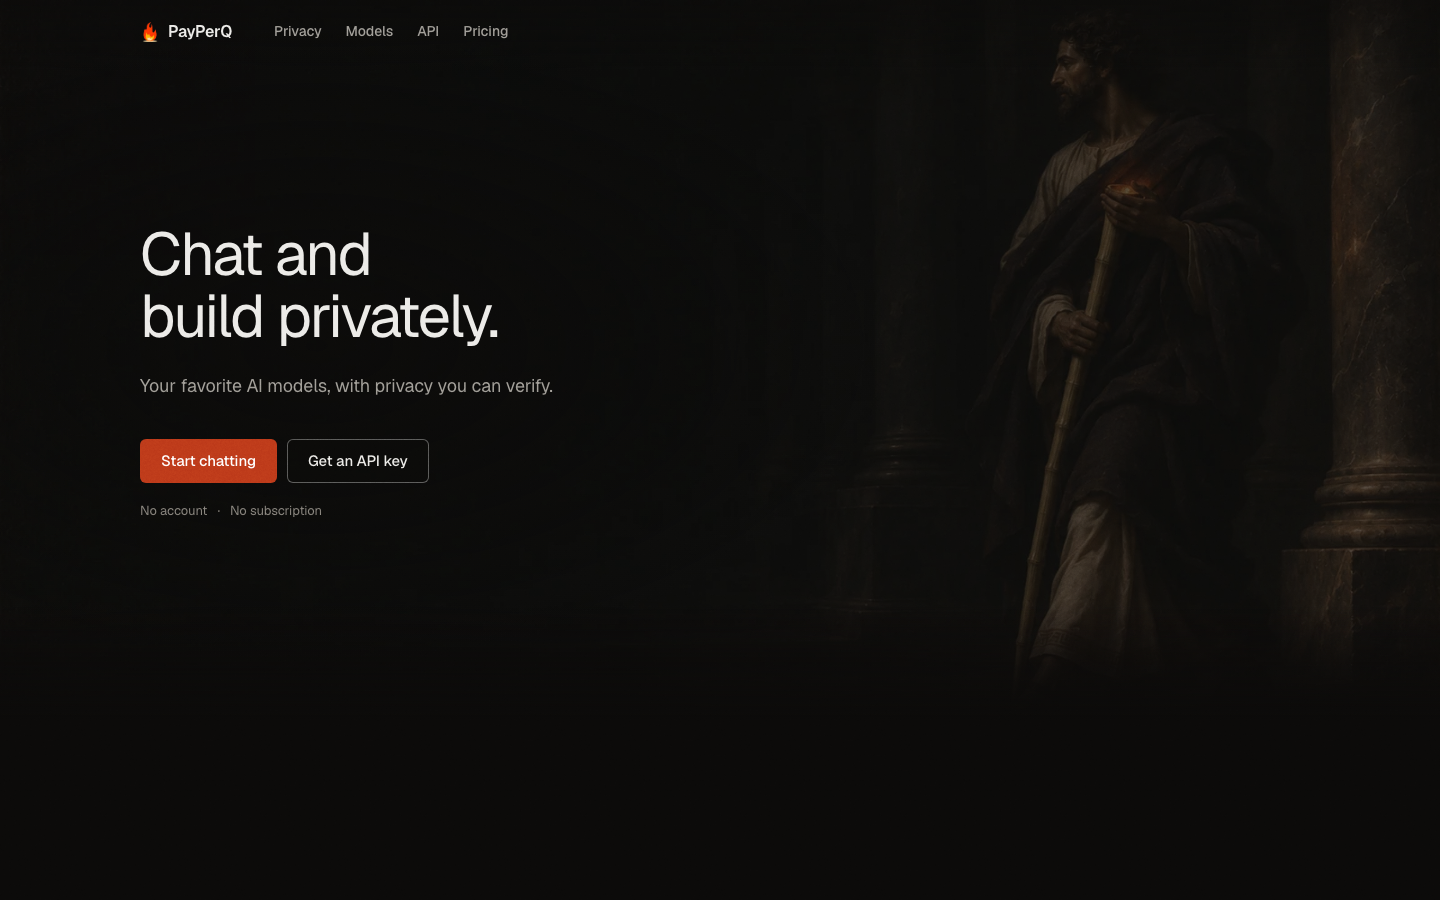 PayPerQ
Privacy
Models
API
Pricing
Chat and
build privately.
Your favorite AI models, with privacy you can verify.
Start chatting
Get an API key
No account · No subscription